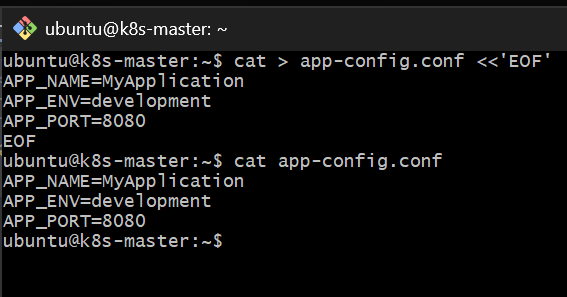 ubuntu@k8s-master: ~
ubuntu@k8s-master:~$ cat > app-config.conf <<'EOF'
APP_NAME=MyApplication
APP_ENV=development
APP_PORT=8080
EOF
ubuntu@k8s-master:~$ cat app-config.conf
APP_NAME=MyApplication
APP_ENV=development
APP_PORT=8080
ubuntu@k8s-master:~$